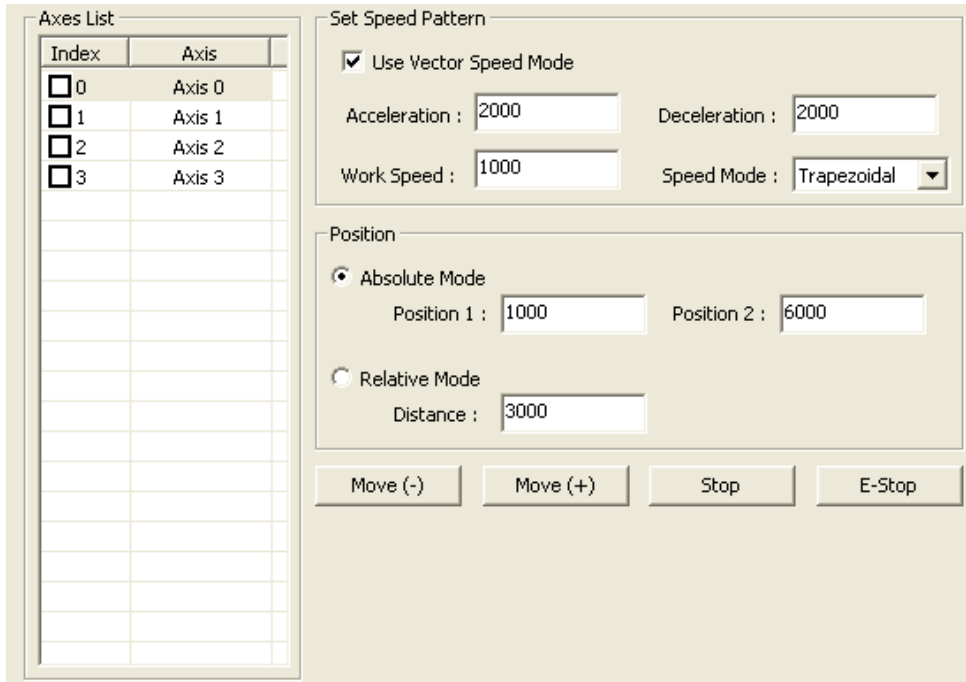 Axes List
Index Axis
0 Axis 0
1 Axis 1
2 Axis 2
3 Axis 3
Set Speed Pattern
Use Vector Speed Mode
Acceleration : 2000 Deceleration : 2000
Work Speed : 1000 Speed Mode : Trapezoidal
Position
Absolute Mode
Position 1 : 1000 Position 2 : 6000
Relative Mode
Distance : 3000
Move (-) Move (+) Stop E-Stop